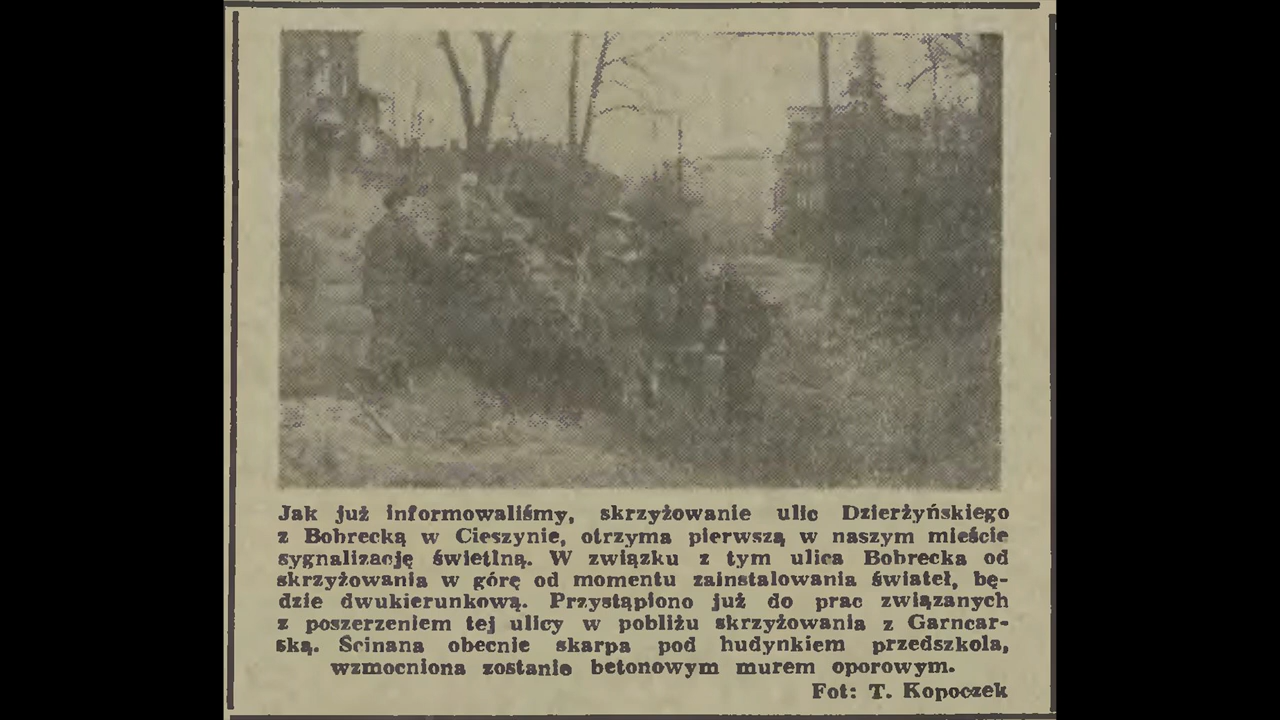 Jak już informowaliśmy, skrzyżowanie ulic Dzierżyńskiego
z Bobrecką w Cieszynie, otrzyma pierwszą w naszym mieście
sygnalizację świetlną. W związku z tym ulica Bobrecka od
skrzyżowania w górę od momentu zainstalowania świateł, bę-
dzie dwukierunkową. Przystąpiono już do prac związanych
z poszerzeniem tej ulicy w pobliżu skrzyżowania z Garncar-
ską. Ścinana obecnie skarpa pod budynkiem przedszkola,
wzmocniona zostanie betonowym murem oporowym.
Fot: T. Kopoczek